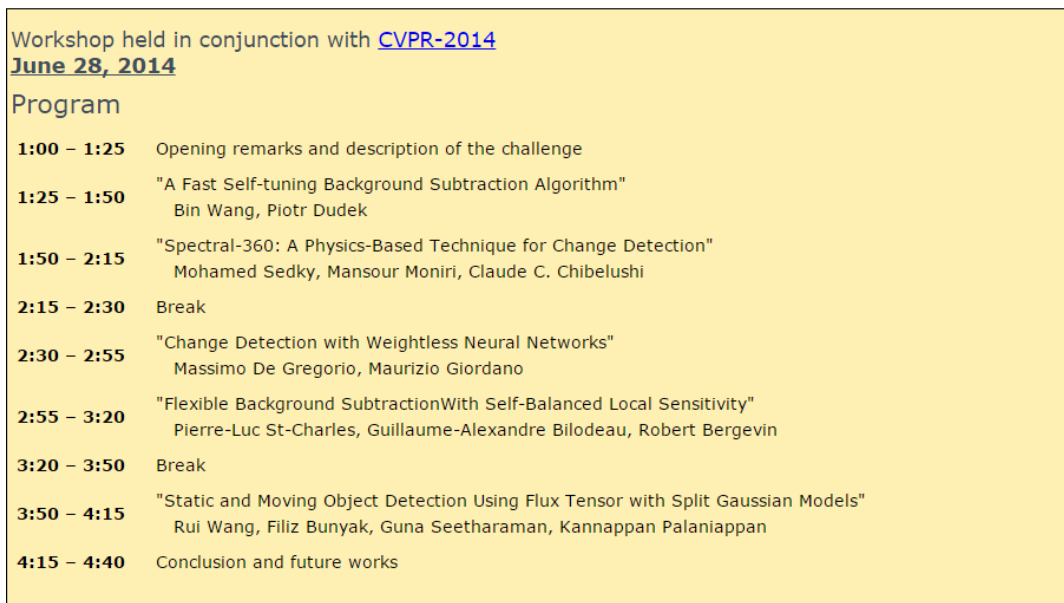 Workshop held in conjunction with CVPR-2014
June 28, 2014
Program
1:00 – 1:25 Opening remarks and description of the challenge
"A Fast Self-tuning Background Subtraction Algorithm"
1:25 – 1:50
Bin Wang, Piotr Dudek
"Spectral-360: A Physics-Based Technique for Change Detection"
1:50 – 2:15
Mohamed Sedky, Mansour Moniri, Claude C. Chibelushi
2:15 – 2:30 Break
"Change Detection with Weightless Neural Networks"
2:30 – 2:55
Massimo De Gregorio, Maurizio Giordano
"Flexible Background SubtractionWith Self-Balanced Local Sensitivity"
2:55 – 3:20
Pierre-Luc St-Charles, Guillaume-Alexandre Bilodeau, Robert Bergevin
3:20 – 3:50 Break
"Static and Moving Object Detection Using Flux Tensor with Split Gaussian Models"
3:50 – 4:15
Rui Wang, Filiz Bunyak, Guna Seetharaman, Kannappan Palaniappan
4:15 – 4:40 Conclusion and future works